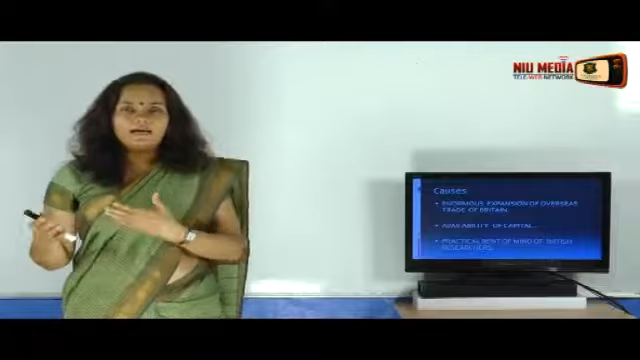 NIU MEDIA
TELE-WEB NETWORK
Causes
• ENORMOUS EXPANSION OF OVERSEAS
TRADE OF BRITAIN.
• AVAILABILITY OF CAPITAL.
• PRACTICAL BENT OF MIND OF BRITISH
RESEARCHERS.